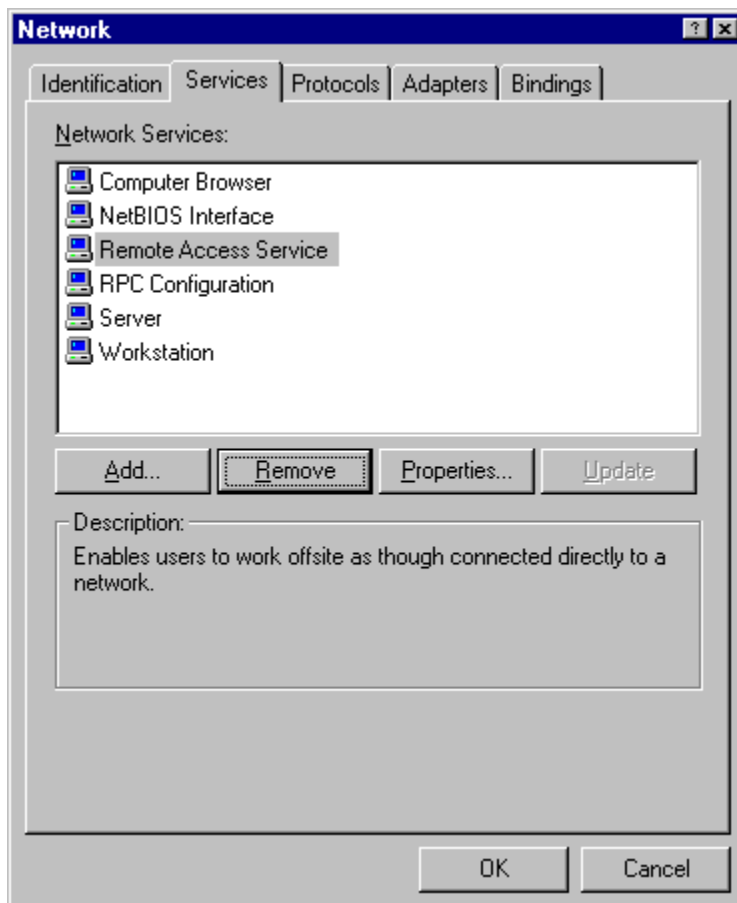 Network
Identification Services Protocols Adapters Bindings
Network Services:
Computer Browser
NetBIOS Interface
Remote Access Service
RPC Configuration
Server
Workstation
Add... Remove Properties... Update
Description:
Enables users to work offsite as though connected directly to a
network.
OK Cancel